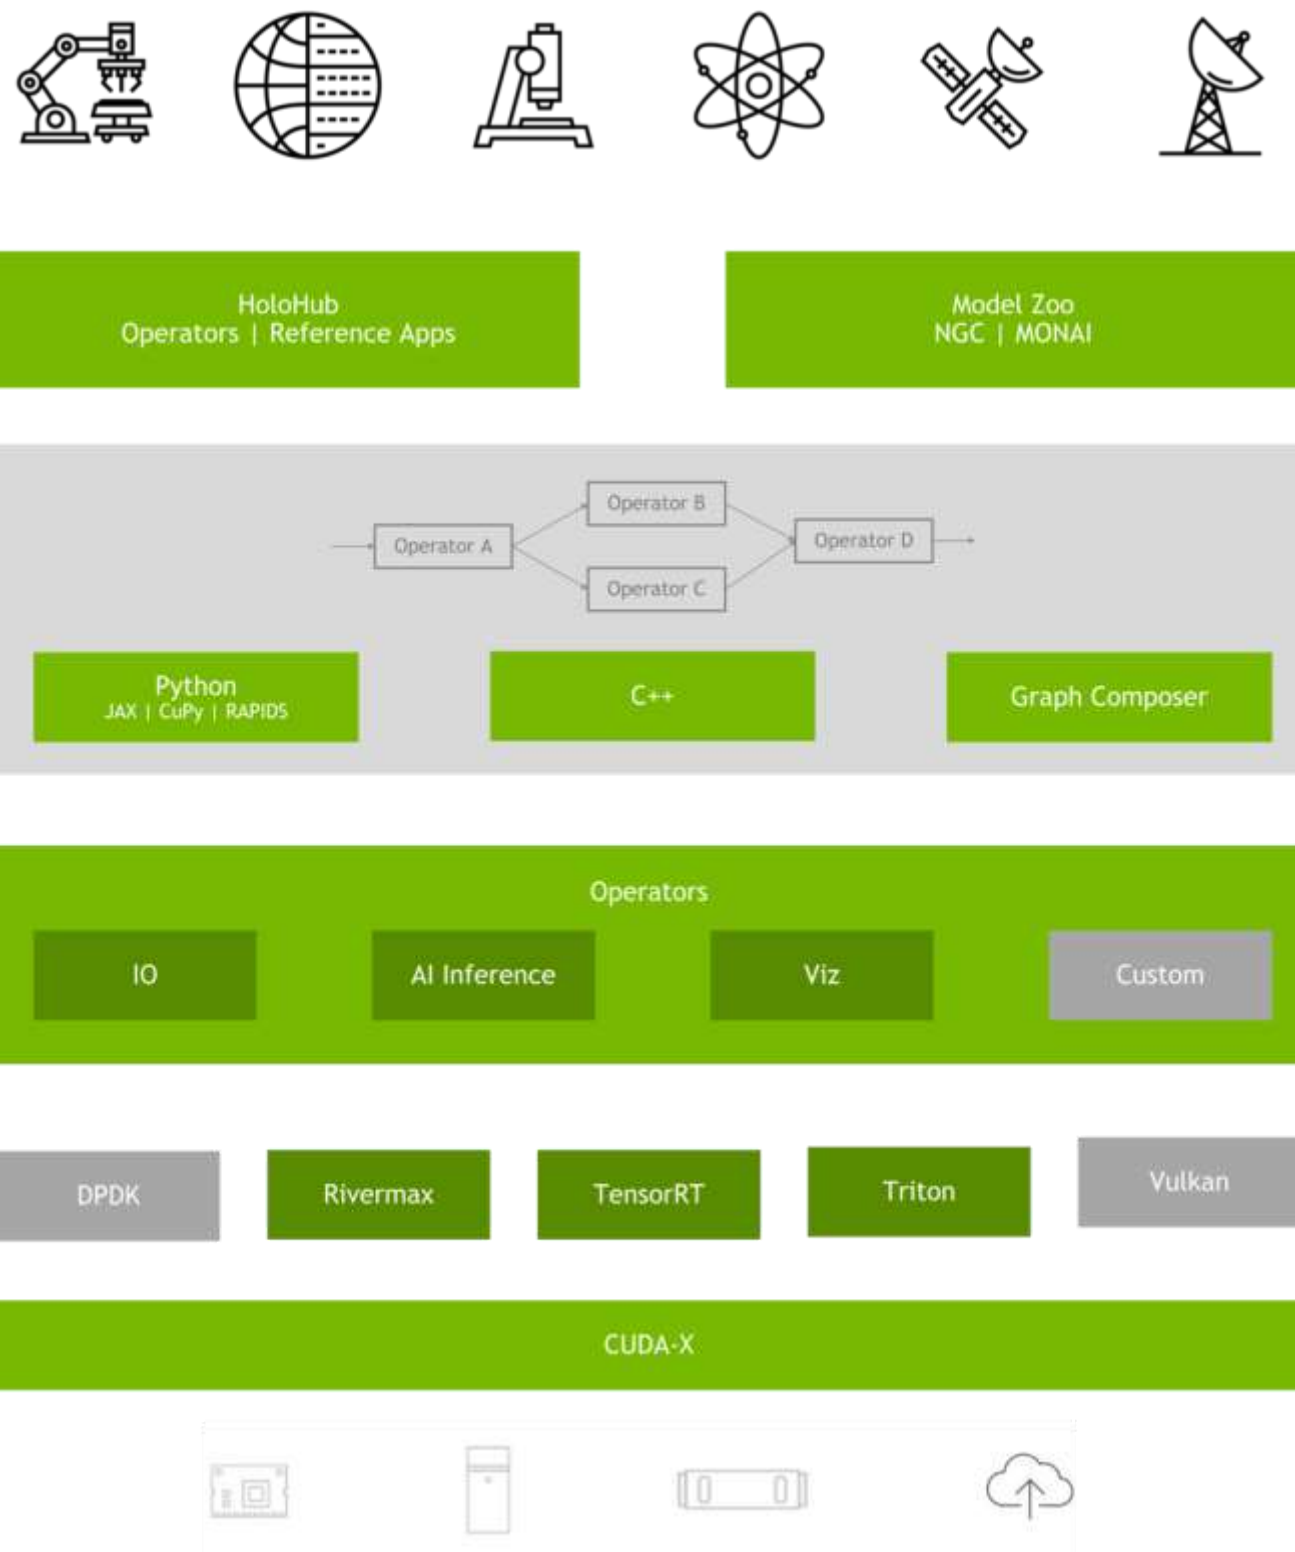 HoloHub
Operators | Reference Apps
Model Zoo
NGC | MONAI
Operator B
Operator A
Operator D
Operator C
Python
JAX | CuPy | RAPIDS
C++
Graph Composer
Operators
IO
AI Inference
Viz
Custom
DPDK
Rivermax
TensorRT
Triton
Vulkan
CUDA-X